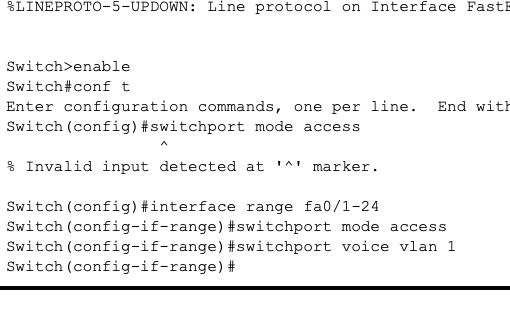 %LINEPROTO-5-UPDOWN: Line protocol on Interface
Switch>enable
Switch#conf t
Enter configuration commands, one per line.  End with
Switch(config)#switchport mode access
^
% Invalid input detected at '^' marker.
Switch(config)#interface range fa0/1-24
Switch(config-if-range)#switchport mode access
Switch(config-if-range)#switchport voice vlan 1
Switch(config-if-range)#